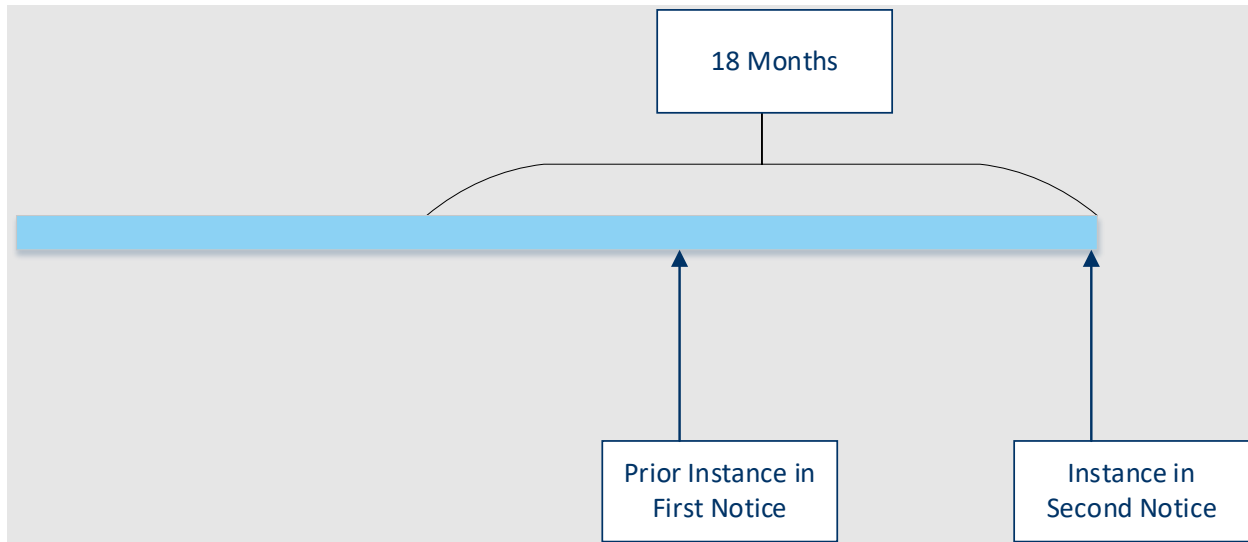 18 Months
Prior Instance in
First Notice
Instance in
Second Notice